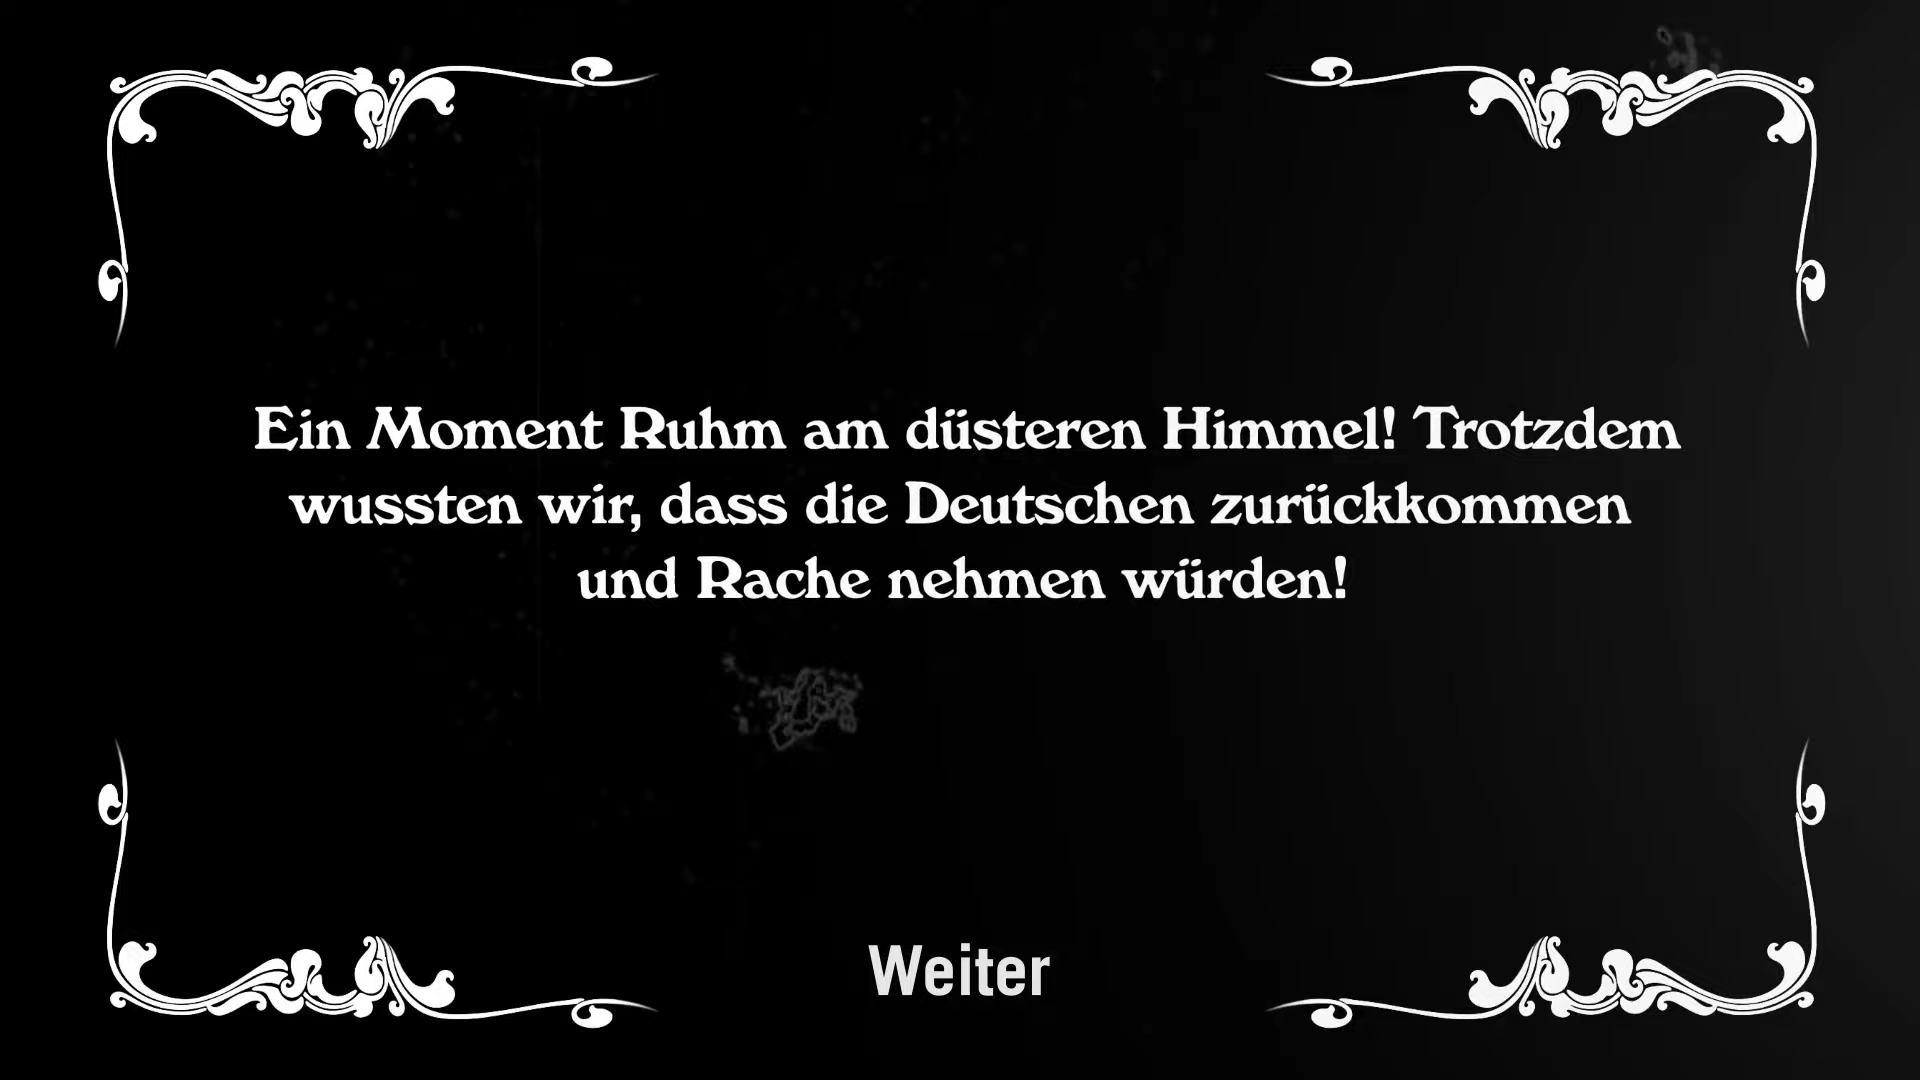 Ein Moment Ruhm am düsteren Himmel! Trotzdem
wussten wir, dass die Deutschen zurückkommen
und Rache nehmen würden!
Weiter